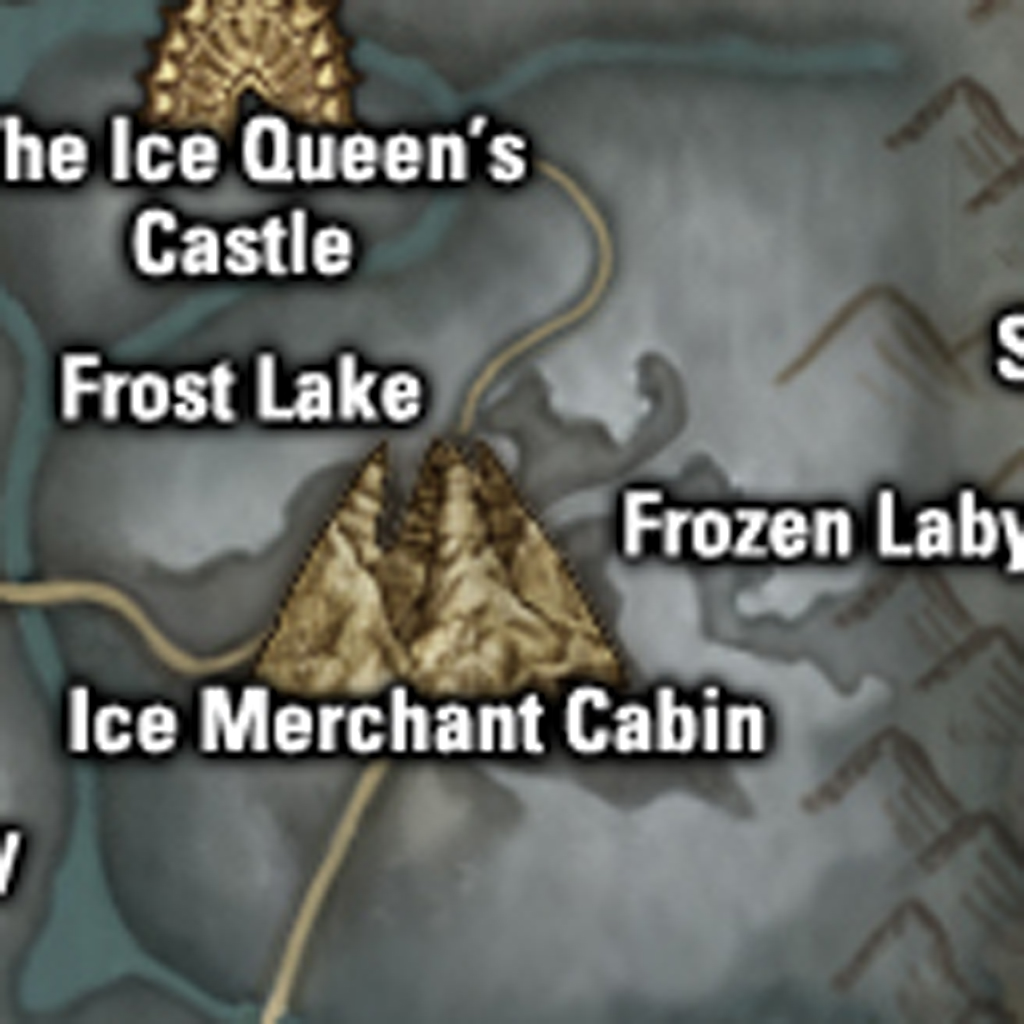 he Ice Queen's
Castle
Frost Lake
S
Frozen Laby
Ice Merchant Cabin
y